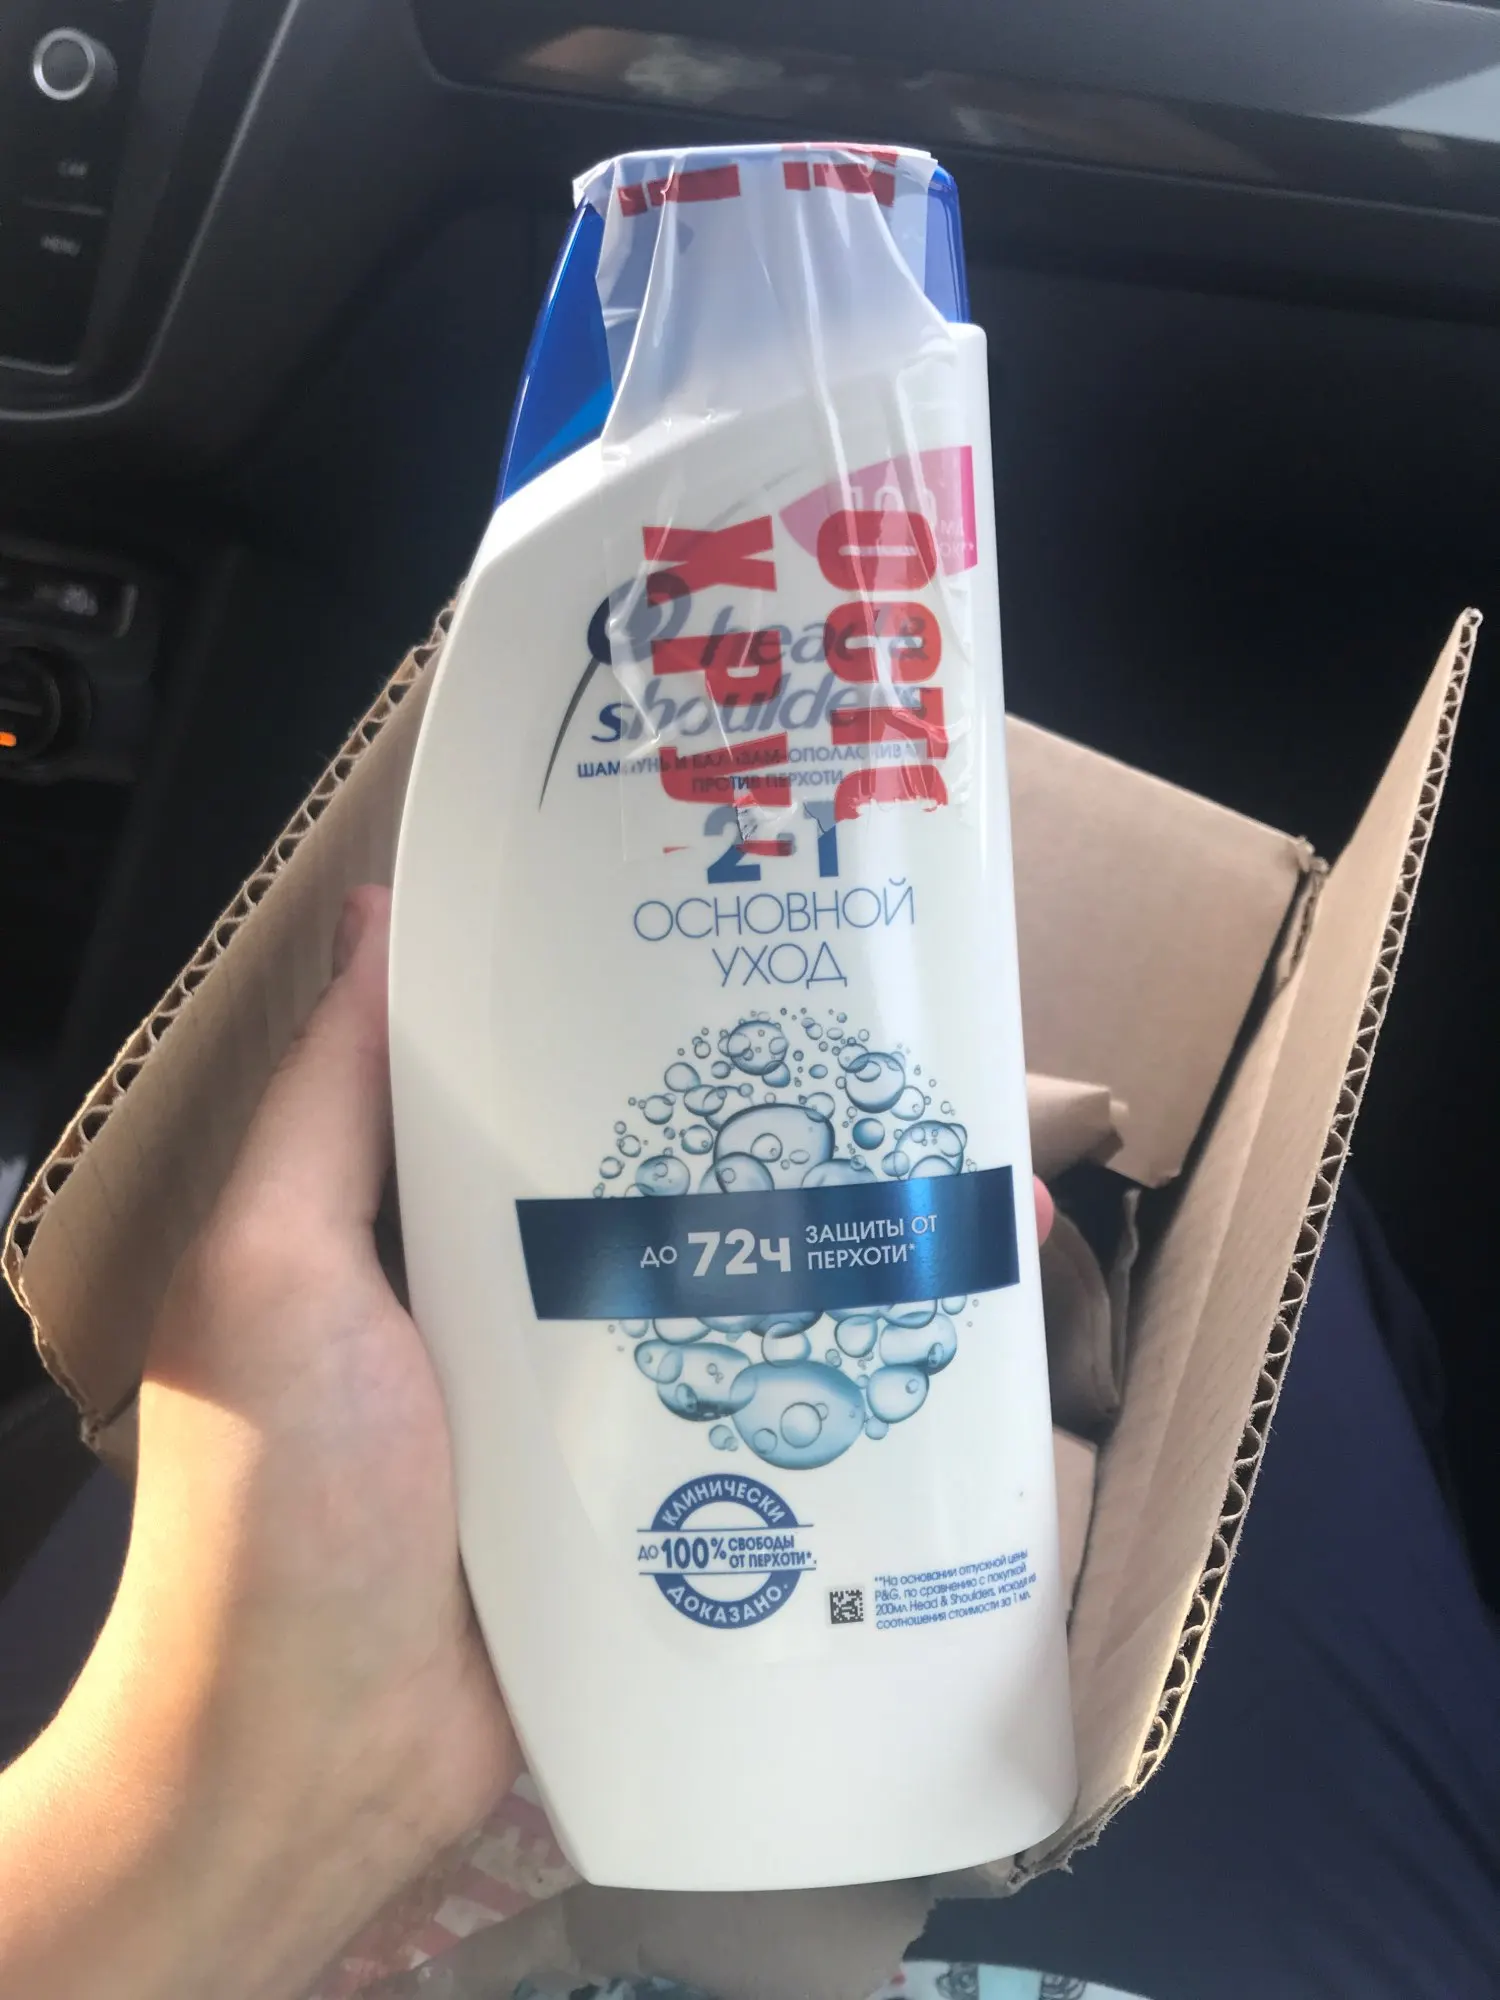 CAR
MENU
head &
shoulders
ШАМПУНЬ И БАЛЬЗАМ-ОПОЛАСКИВАТЕЛЬ
ПРОТИВ ПЕРХОТИ
2 в 1
ОСНОВНОЙ
УХОД
ДО 72Ч ЗАЩИТЫ ОТ
ПЕРХОТИ*
КЛИНИЧЕСКИ
ДО 100% СВОБОДЫ
ОТ ПЕРХОТИ*.
ДОКАЗАНО.
**На основании отпускной цены
P&G, по сравнению с покупкой
200мл Head & Shoulders, исходя из
соотношения стоимости за 1 мл.